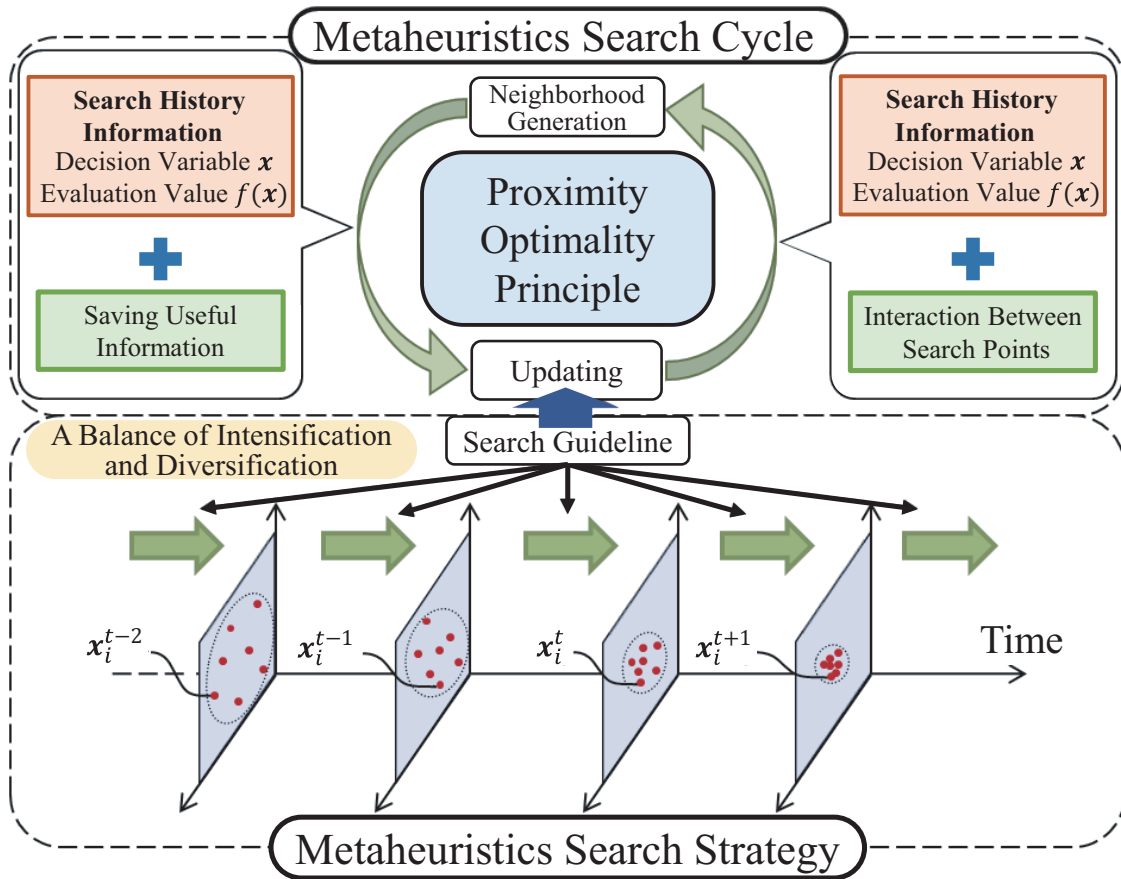 Metaheuristics Search Cycle
Search History
Information
Decision Variable x
Evaluation Value f(x)
Saving Useful
Information
Neighborhood
Generation
Proximity
Optimality
Principle
Updating
Search History
Information
Decision Variable x
Evaluation Value f(x)
Interaction Between
Search Points
A Balance of Intensification
and Diversification
Search Guideline
x_i^{t−2}
x_i^{t−1}
x_i^t
x_i^{t+1}
Time
Metaheuristics Search Strategy